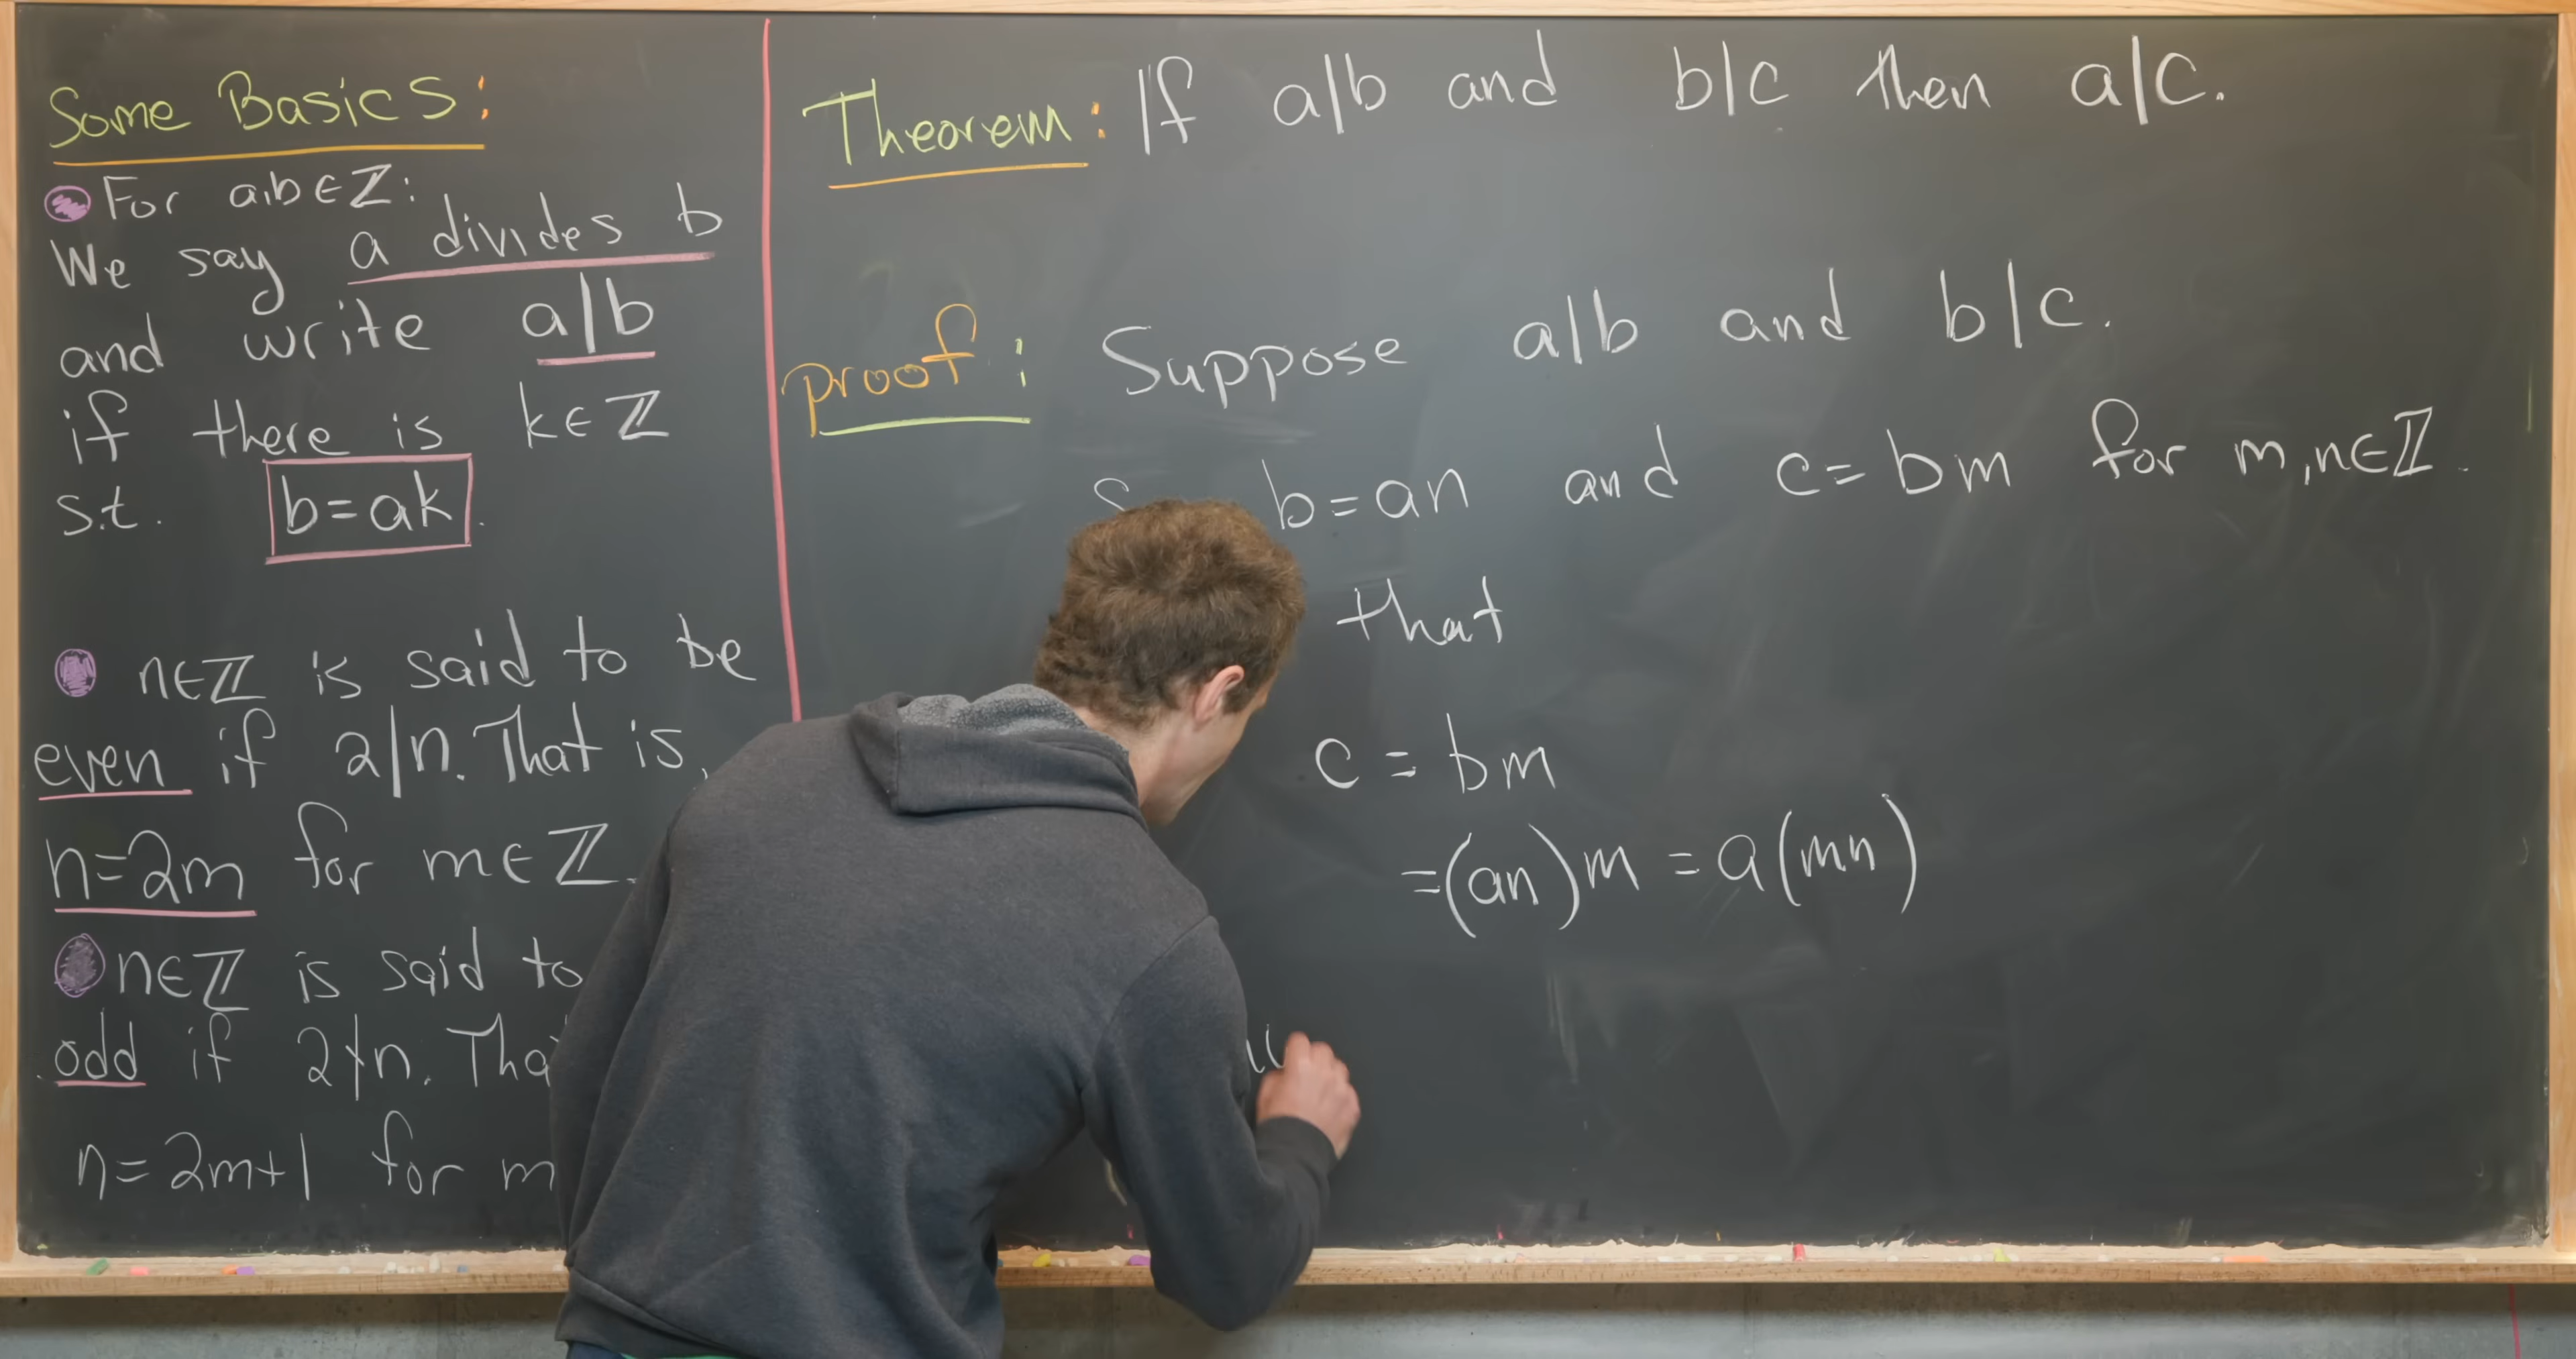 Some Basics:
For a,b∈ℤ:
We say a divides b
and write a|b
if there is k∈ℤ
s.t. b=ak.
n∈ℤ is said to be
even if 2|n. That is,
n=2m for m∈ℤ.
n∈ℤ is said to
odd if 2∤n.
n=2m+1 for m
Theorem: If a|b and b|c then a|c.
proof: Suppose a|b and b|c.
b=an and c=bm for m,n∈ℤ.
that
c = bm
=(an)m = a(mn)